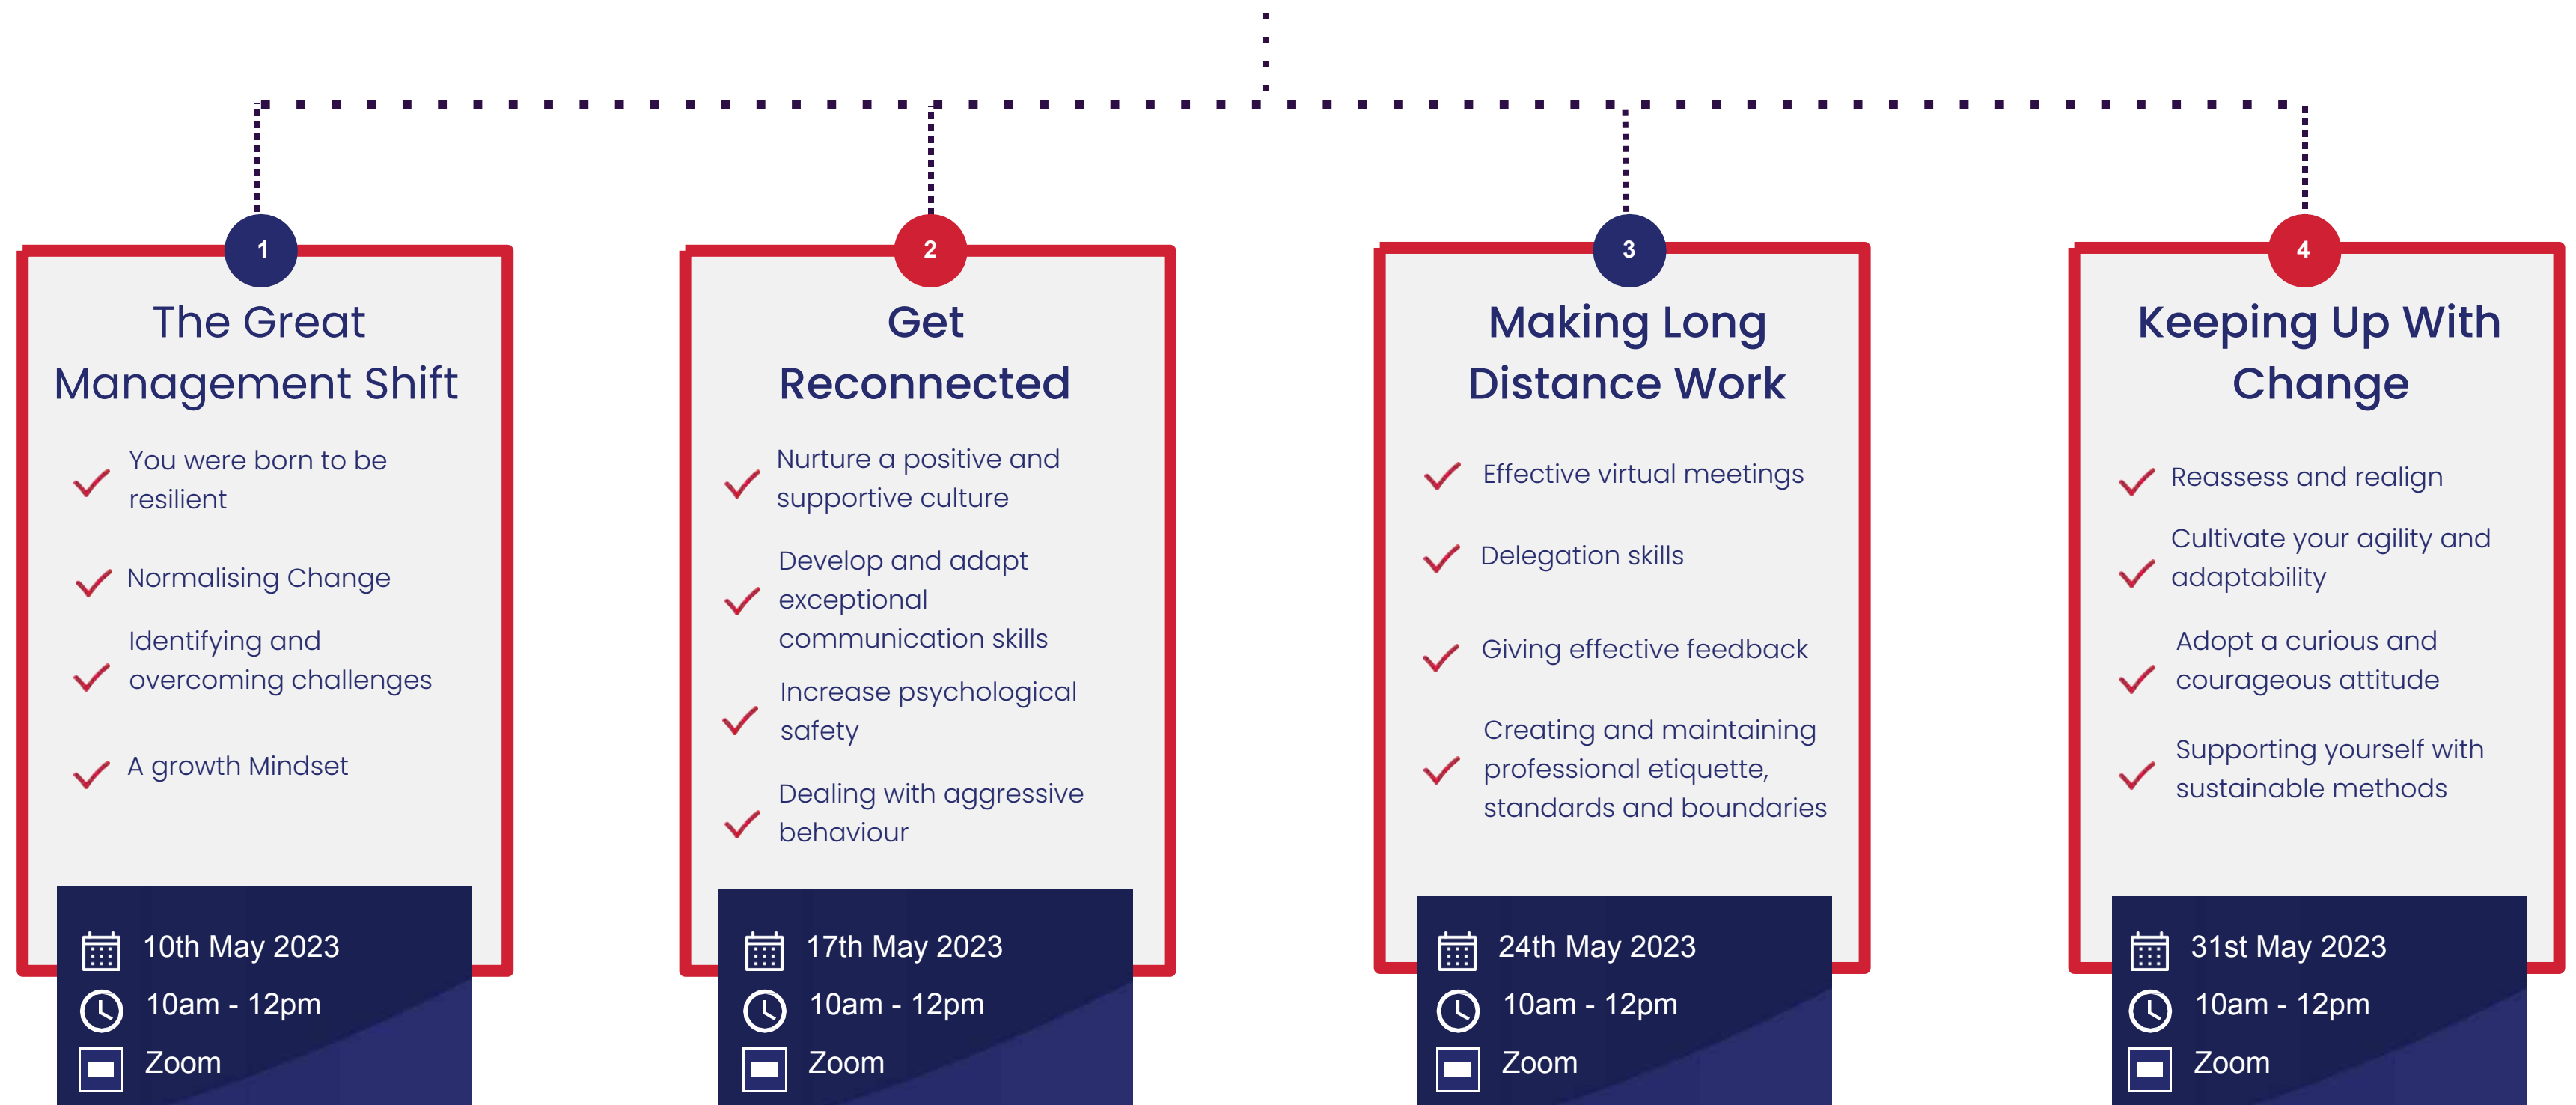 1
The Great
Management Shift
You were born to be
resilient
Normalising Change
Identifying and
overcoming challenges
A growth Mindset
10th May 2023
10am - 12pm
Zoom
2
Get
Reconnected
Nurture a positive and
supportive culture
Develop and adapt
exceptional
communication skills
Increase psychological
safety
Dealing with aggressive
behaviour
17th May 2023
10am - 12pm
Zoom
3
Making Long
Distance Work
Effective virtual meetings
Delegation skills
Giving effective feedback
Creating and maintaining
professional etiquette,
standards and boundaries
24th May 2023
10am - 12pm
Zoom
4
Keeping Up With
Change
Reassess and realign
Cultivate your agility and
adaptability
Adopt a curious and
courageous attitude
Supporting yourself with
sustainable methods
31st May 2023
10am - 12pm
Zoom